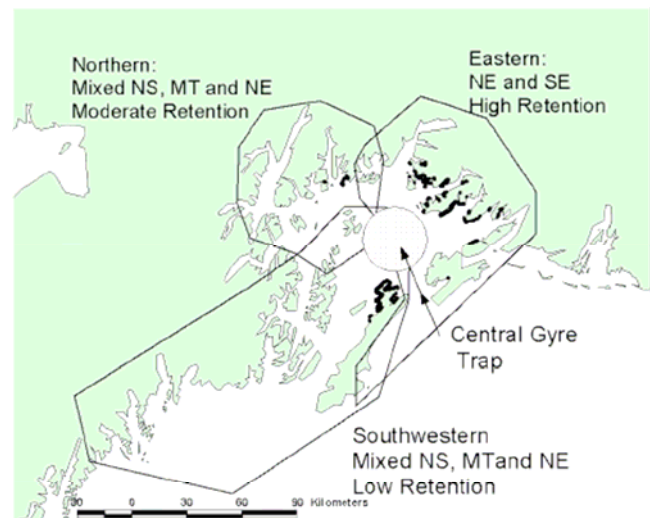 Northern:
Mixed NS, MT and NE
Moderate Retention
Eastern:
NE and SE
High Retention
Central Gyre
Trap
Southwestern
Mixed NS, MTand NE
Low Retention
30 0 30 60 90 Kilometers